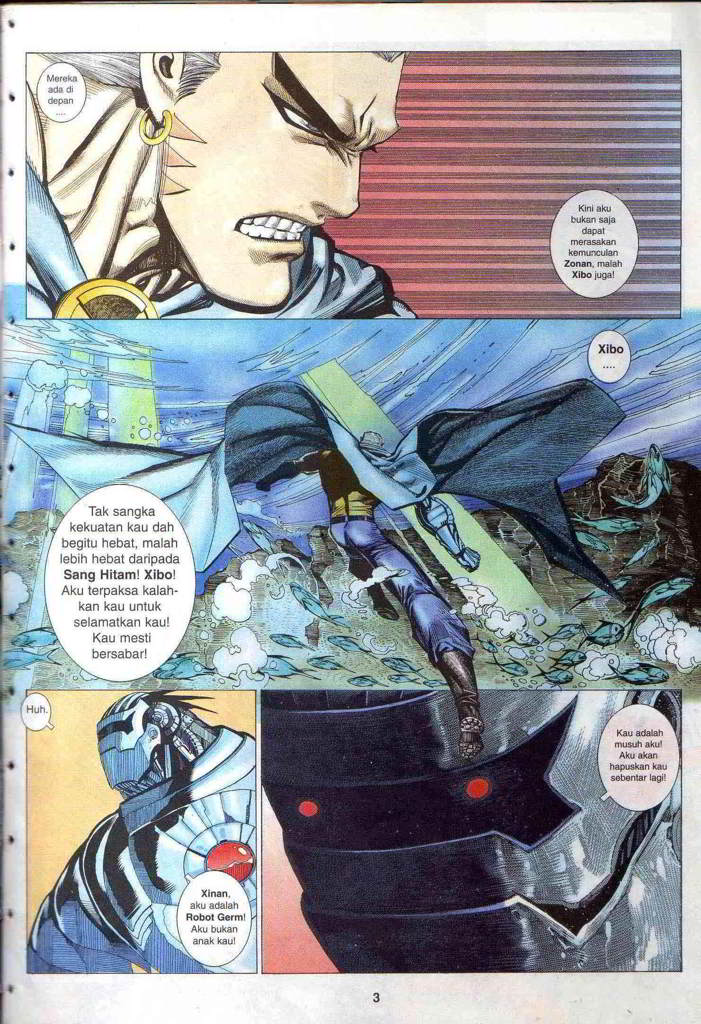 Mereka
ada di
depan
....
Kini aku
bukan saja
dapat
merasakan
kemunculan
Zonan, malah
Xibo juga!
Xibo
....
Tak sangka
kekuatan kau dah
begitu hebat, malah
lebih hebat daripada
Sang Hitam! Xibo!
Aku terpaksa kalah-
kan kau untuk
selamatkan kau!
Kau mesti
bersabar!
Huh.
Xinan,
aku adalah
Robot Germ!
Aku bukan
anak kau!
Kau adalah
musuh aku!
Aku akan
hapuskan kau
sebentar lagi!
3